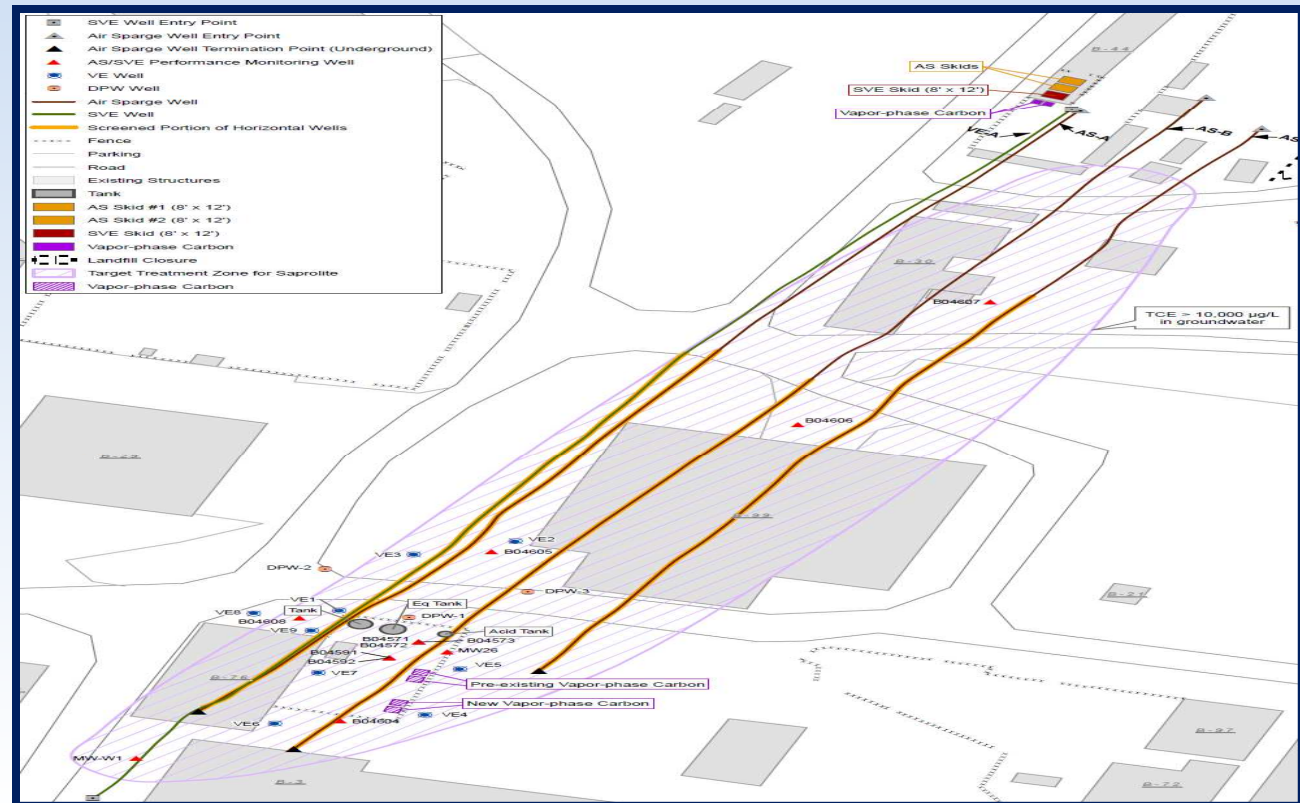 SVE Well Entry Point
Air Sparge Well Entry Point
Air Sparge Well Termination Point (Underground)
AS/SVE Performance Monitoring Well
VE Well
DPW Well
Air Sparge Well
SVE Well
Screened Portion of Horizontal Wells
Fence
Parking
Road
Existing Structures
Tank
AS Skid #1 (8' x 12')
AS Skid #2 (8' x 12')
SVE Skid (8' x 12')
Vapor-phase Carbon
Landfill Closure
Target Treatment Zone for Saprolite
Vapor-phase Carbon
B-44
AS Skids
SVE Skid (8' x 12')
Vapor-phase Carbon
VE-A
AS-A
AS-B
B-30
B04607
TCE > 10,000 µg/L
in groundwater
B04606
B-99
VE3
VE2
B04605
DPW-2
DPW-3
VE1
Eq Tank
Tank
VE8
DPW-1
B04608
VE9
Acid Tank
B04571
B04572
B04573
B04591
B04592
MW26
VE7
VE5
B-76
Pre-existing Vapor-phase Carbon
New Vapor-phase Carbon
VE6
B04604
VE4
MW-W1
B-3
B-21
B-97
B-72